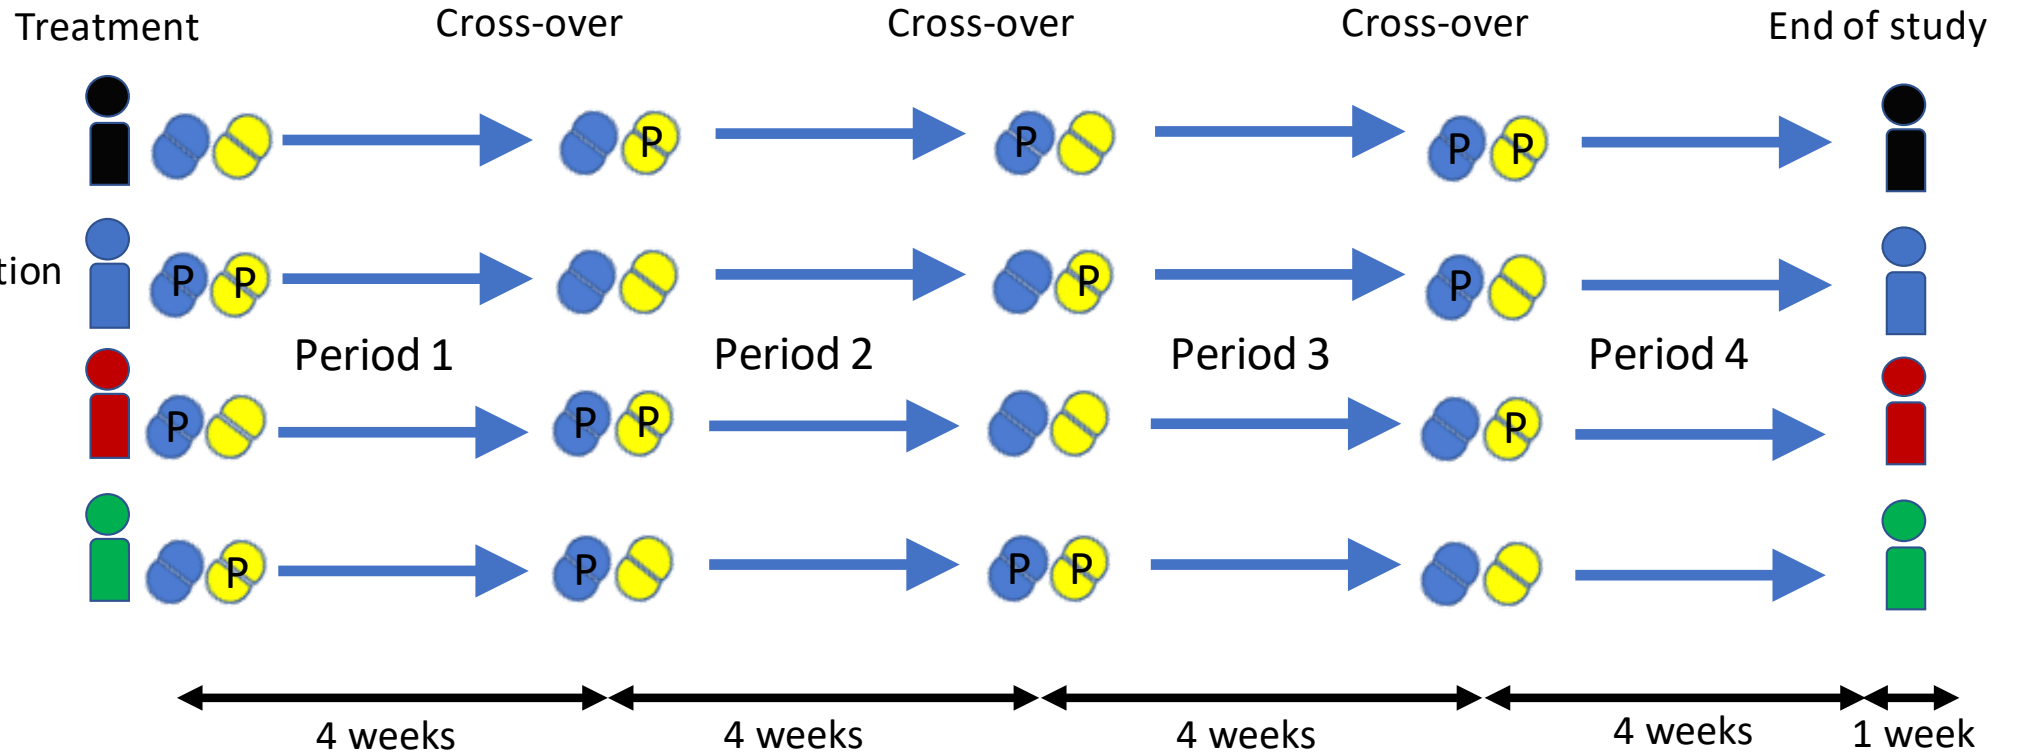 Treatment
Cross-over
Cross-over
Cross-over
End of study
P
P
P
P
P
P
tion
P
P
P
Period 1
Period 2
Period 3
Period 4
P
P
P
P
P
P
P
P
4 weeks
4 weeks
4 weeks
4 weeks
1 week